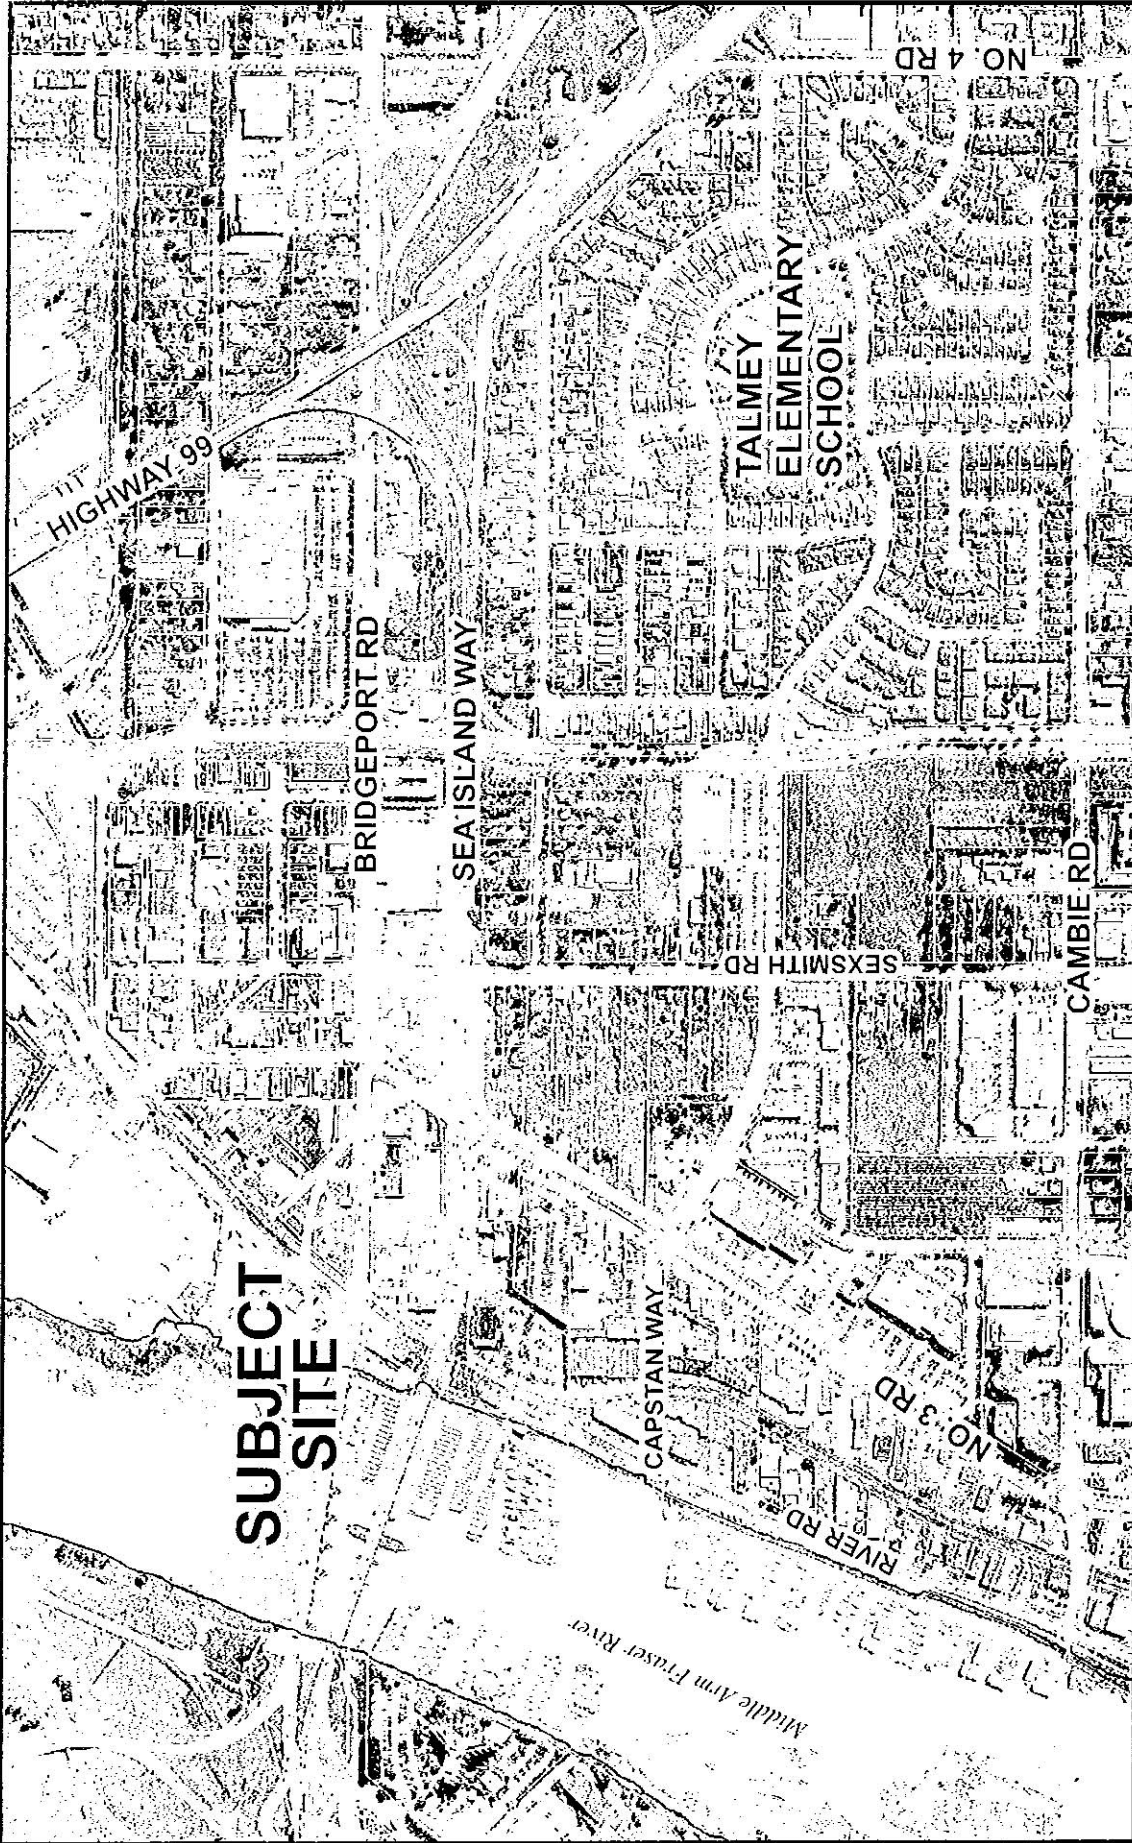 HIGHWAY 99
SUBJECT
SITE
BRIDGEPORT RD
SEA ISLAND WAY
Middle Arm Fraser River
CAPSTAN WAY
SEXSMITH RD
TALMEY
ELEMENTARY
SCHOOL
RIVER RD
NO. 3 RD
NO. 4 RD
CAMBIE RD